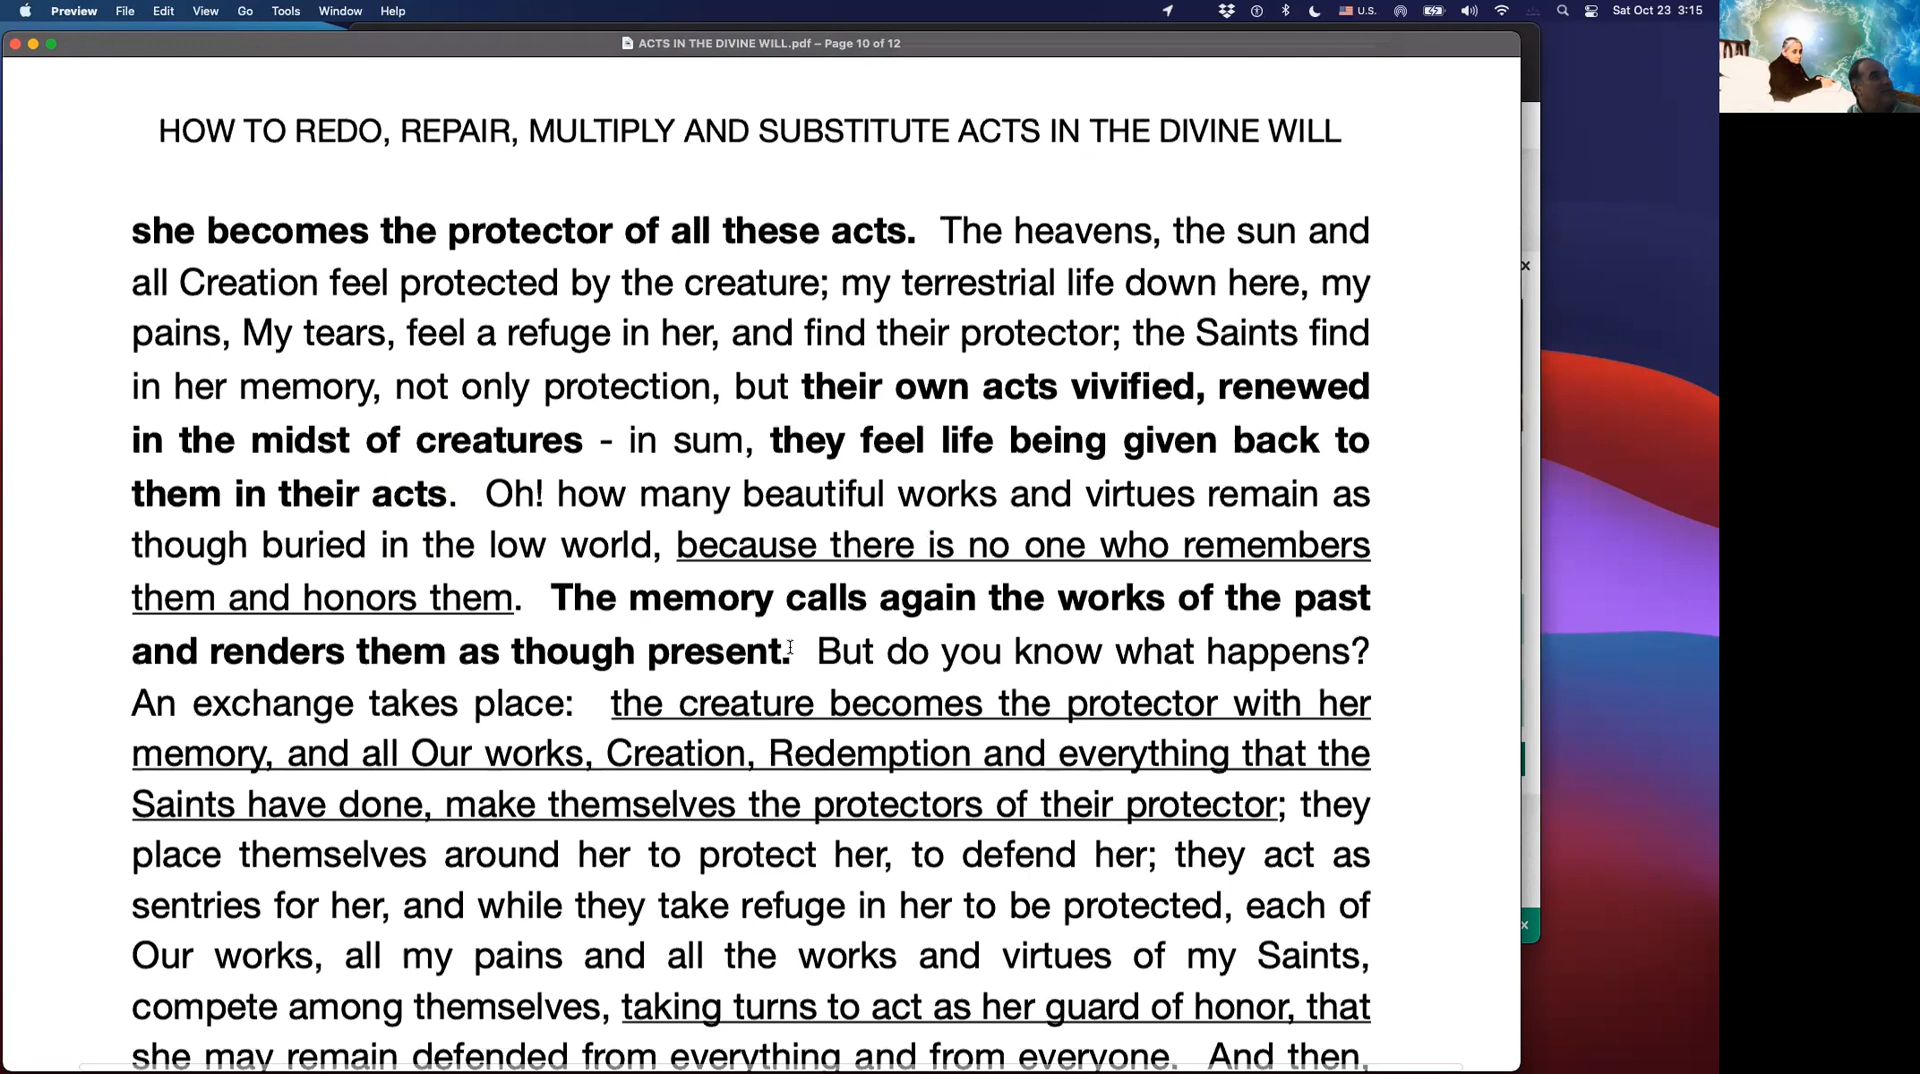 Preview File Edit View Go Tools Window Help U.S. Sat Oct 23 3:15
ACTS IN THE DIVINE WILL.pdf – Page 10 of 12
HOW TO REDO, REPAIR, MULTIPLY AND SUBSTITUTE ACTS IN THE DIVINE WILL
she becomes the protector of all these acts. The heavens, the sun and
all Creation feel protected by the creature; my terrestrial life down here, my
pains, My tears, feel a refuge in her, and find their protector; the Saints find
in her memory, not only protection, but their own acts vivified, renewed
in the midst of creatures - in sum, they feel life being given back to
them in their acts. Oh! how many beautiful works and virtues remain as
though buried in the low world, because there is no one who remembers
them and honors them. The memory calls again the works of the past
and renders them as though present. But do you know what happens?
An exchange takes place: the creature becomes the protector with her
memory, and all Our works, Creation, Redemption and everything that the
Saints have done, make themselves the protectors of their protector; they
place themselves around her to protect her, to defend her; they act as
sentries for her, and while they take refuge in her to be protected, each of
Our works, all my pains and all the works and virtues of my Saints,
compete among themselves, taking turns to act as her guard of honor, that
she may remain defended from everything and from everyone. And then,